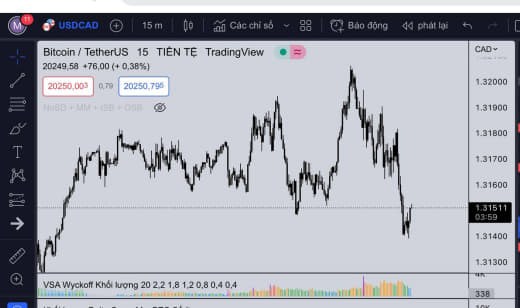 M 11 USDCAD 15 m Các chỉ số Báo động phát lại
Bitcoin / TetherUS 15 TIỀN TỆ TradingView
CAD
20249,58 +76,00 (+ 0,38%)
20250,00³ 0,79 20250,79⁵
NoSD + MM + ISB + OSB
1.32000
1.31900
1.31800
1.31700
1.31600
1.31511
03:59
1.31400
1.31300
VSA Wyckoff Khối lượng 20 2,2 1,8 1,2 0,8 0,4 0,4
4K
338
10K